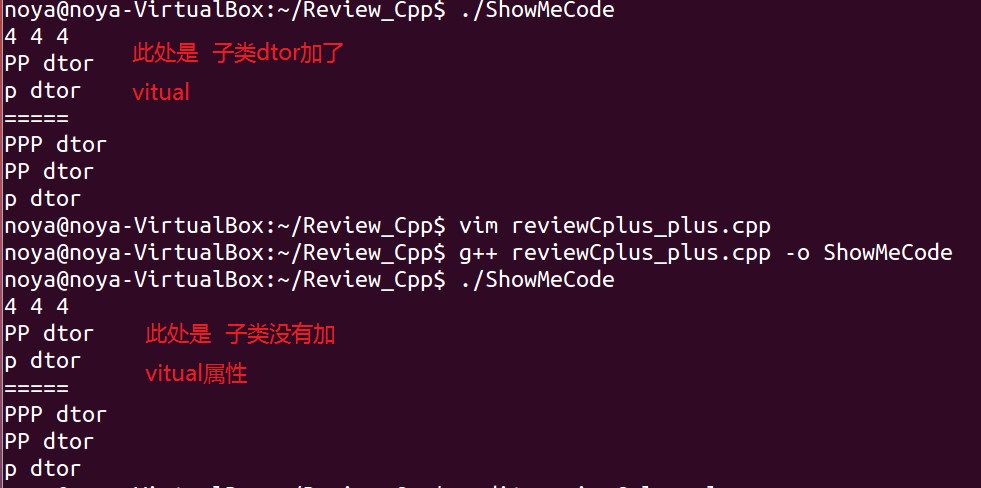 noya@noya-VirtualBox:~/Review_Cpp$ ./ShowMeCode
4 4 4
PP dtor 此处是 子类dtor加了
p dtor vitual
=====
PPP dtor
PP dtor
p dtor
noya@noya-VirtualBox:~/Review_Cpp$ vim reviewCplus_plus.cpp
noya@noya-VirtualBox:~/Review_Cpp$ g++ reviewCplus_plus.cpp -o ShowMeCode
noya@noya-VirtualBox:~/Review_Cpp$ ./ShowMeCode
4 4 4
PP dtor 此处是 子类没有加
p dtor vitual属性
=====
PPP dtor
PP dtor
p dtor